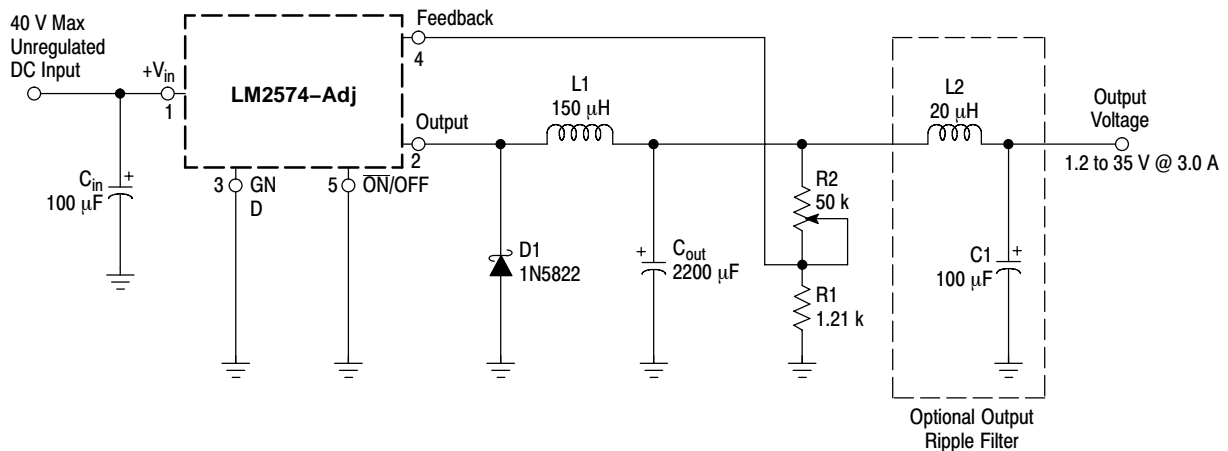 40 V Max
Unregulated
DC Input
+Vin
1
LM2574–Adj
Feedback
4
Output
2
3 GN
D
5 ON/OFF
Cin
100 µF
+
L1
150 µH
D1
1N5822
+
Cout
2200 µF
R2
50 k
R1
1.21 k
L2
20 µH
C1
100 µF
+
Output
Voltage
1.2 to 35 V @ 3.0 A
Optional Output
Ripple Filter